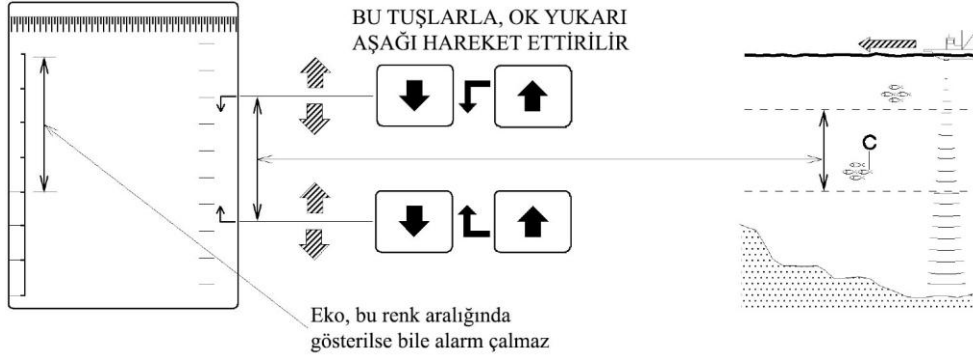 BU TUŞLARLA, OK YUKARI
AŞAĞI HAREKET ETTİRİLİR
C
Eko, bu renk aralığında
gösterilse bile alarm çalmaz